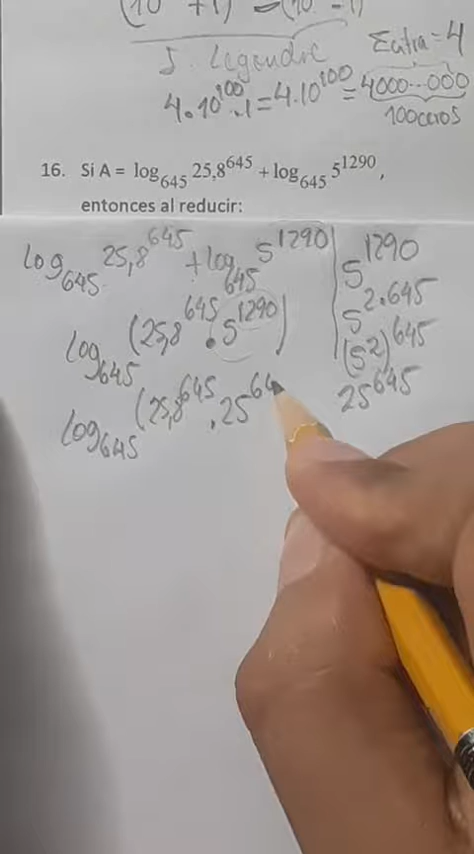 (10 +1) - (10 -1)
J. Legendre
Extra = 4
4.10^100.1 = 4.10^100 = 4000...000
100 ceros
16. Si A = log_645 25,8^645 + log_645 5^1290,
entonces al reducir:
log_645 25,8^645 + log_645 5^1290
log_645 (25,8^645 . 5^1290)
log_645 (25,8^645 . 25^64
5^1290
5^2.645
(5^2)^645
25^645